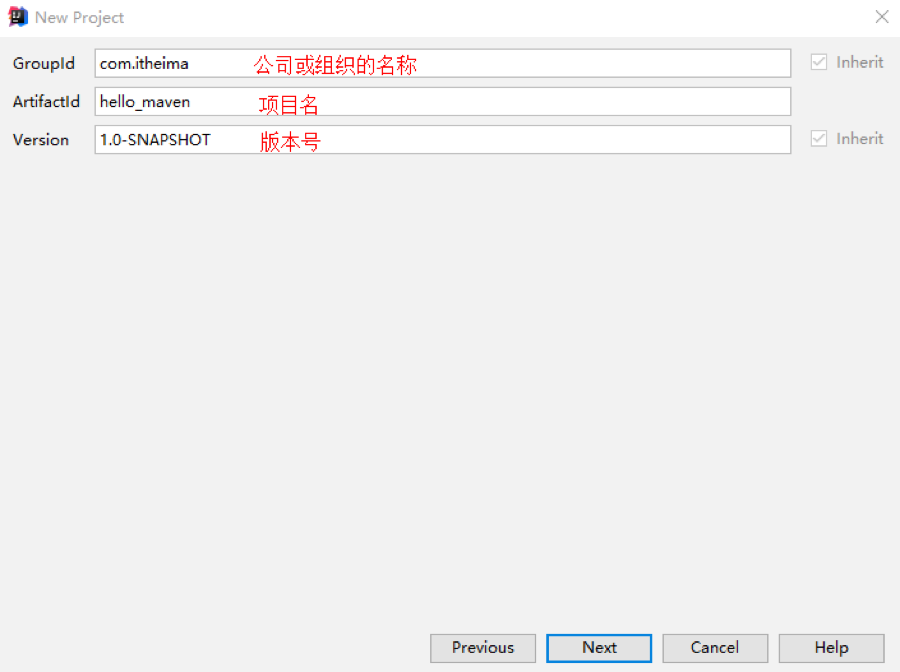 New Project
GroupId com.itheima 公司或组织的名称 Inherit
ArtifactId hello_maven 项目名
Version 1.0-SNAPSHOT 版本号 Inherit
Previous Next Cancel Help